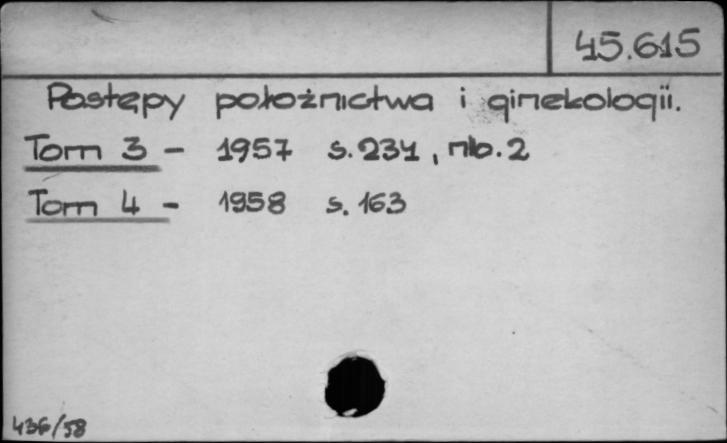 45.615
Postępy położnictwa i ginekologii.
Tom 3 - 1957 s. 234, nlb. 2
Tom 4 - 1958 s. 163
436/58